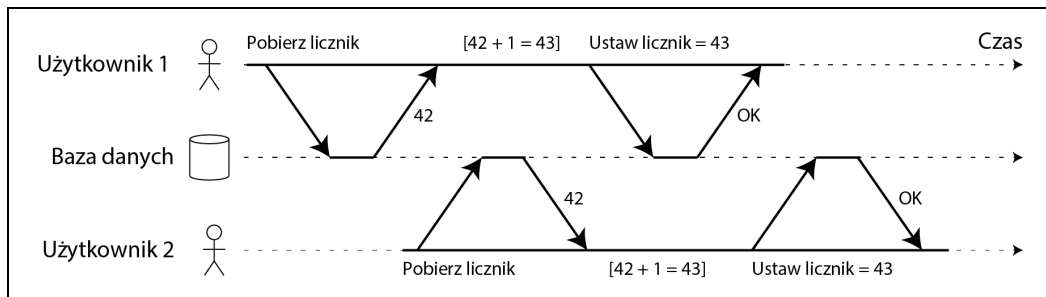 Pobierz licznik [42 + 1 = 43] Ustaw licznik = 43 Czas
Użytkownik 1
42 OK
Baza danych
42 OK
Użytkownik 2
Pobierz licznik [42 + 1 = 43] Ustaw licznik = 43